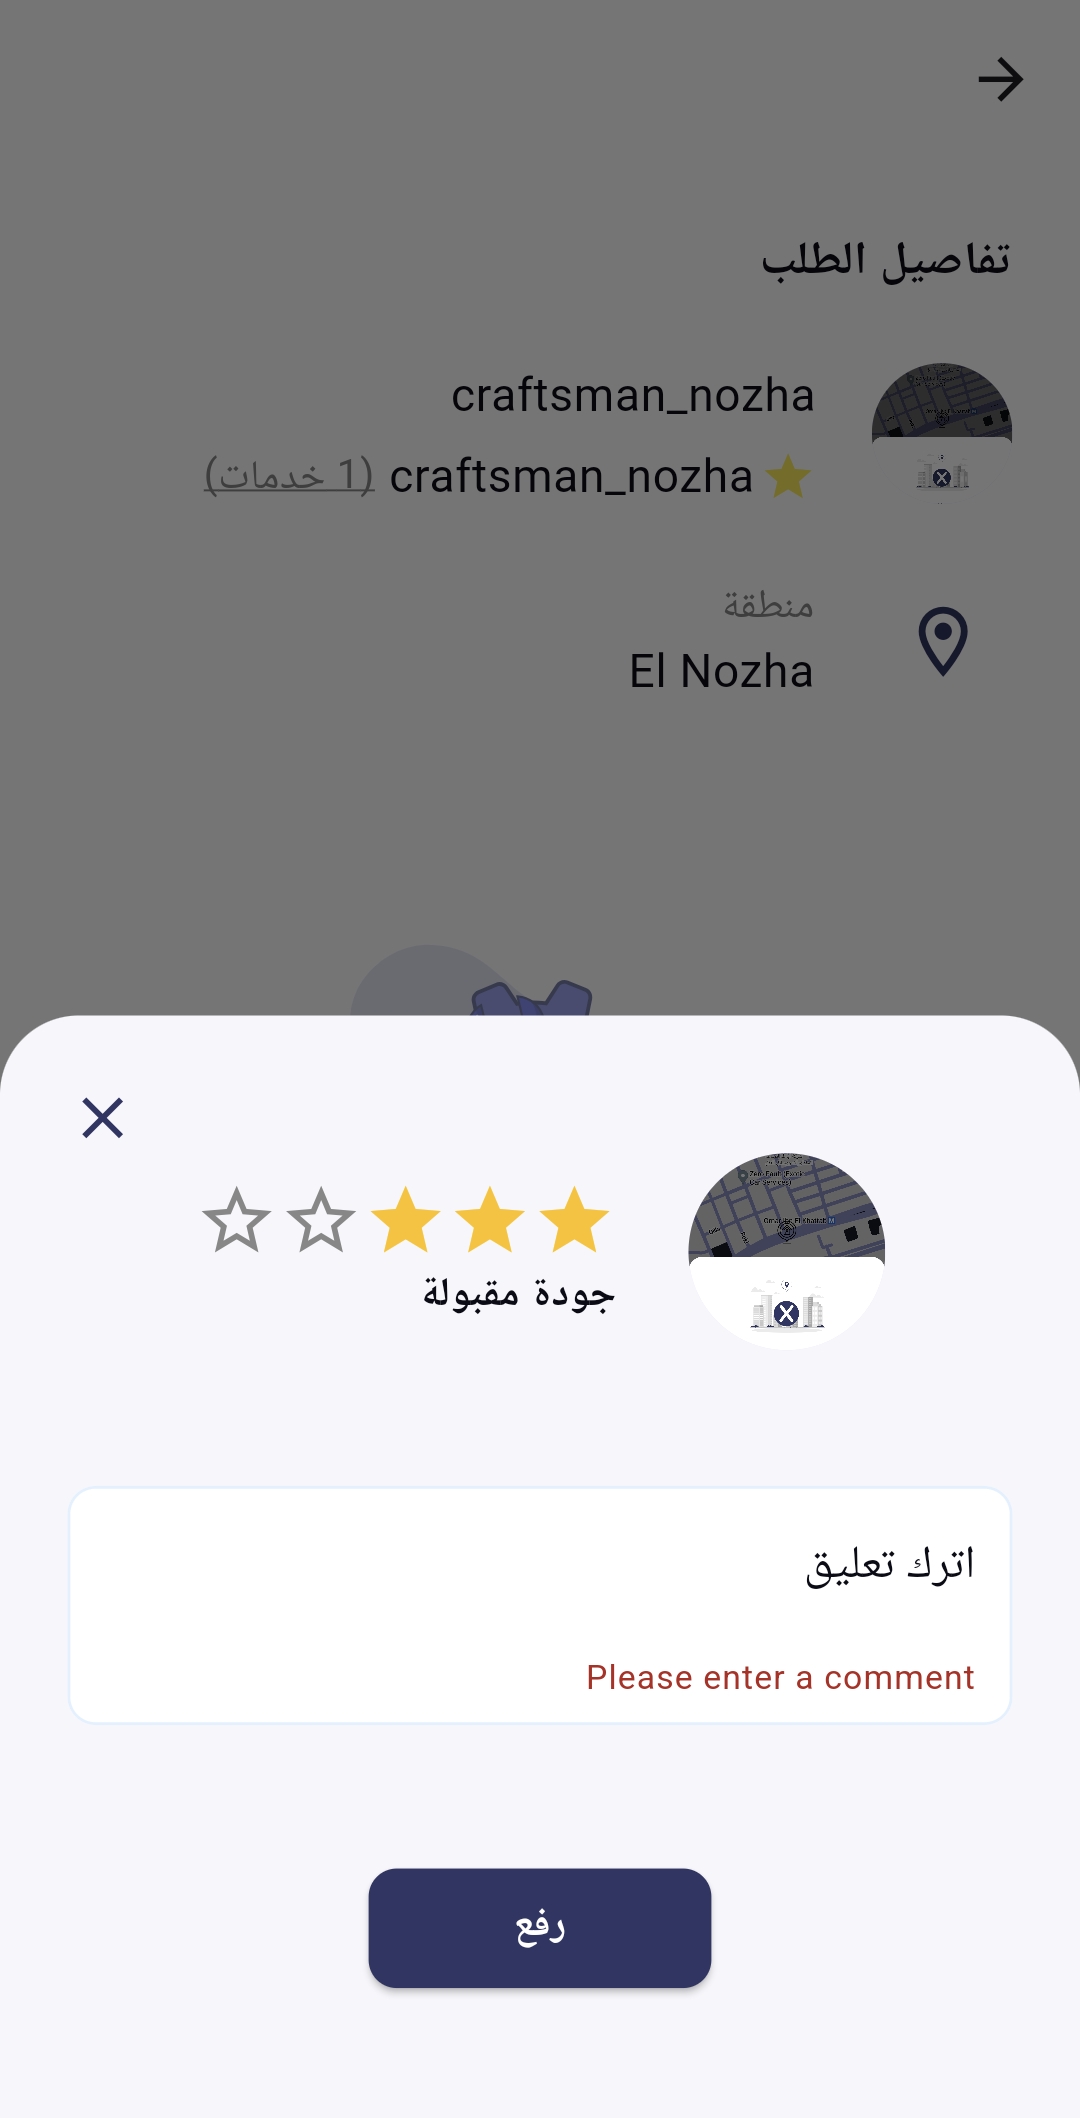 تفاصيل الطلب
craftsman_nozha
craftsman_nozha (1 خدمات)
منطقة
El Nozha
جودة مقبولة
اترك تعليق
Please enter a comment
رفع